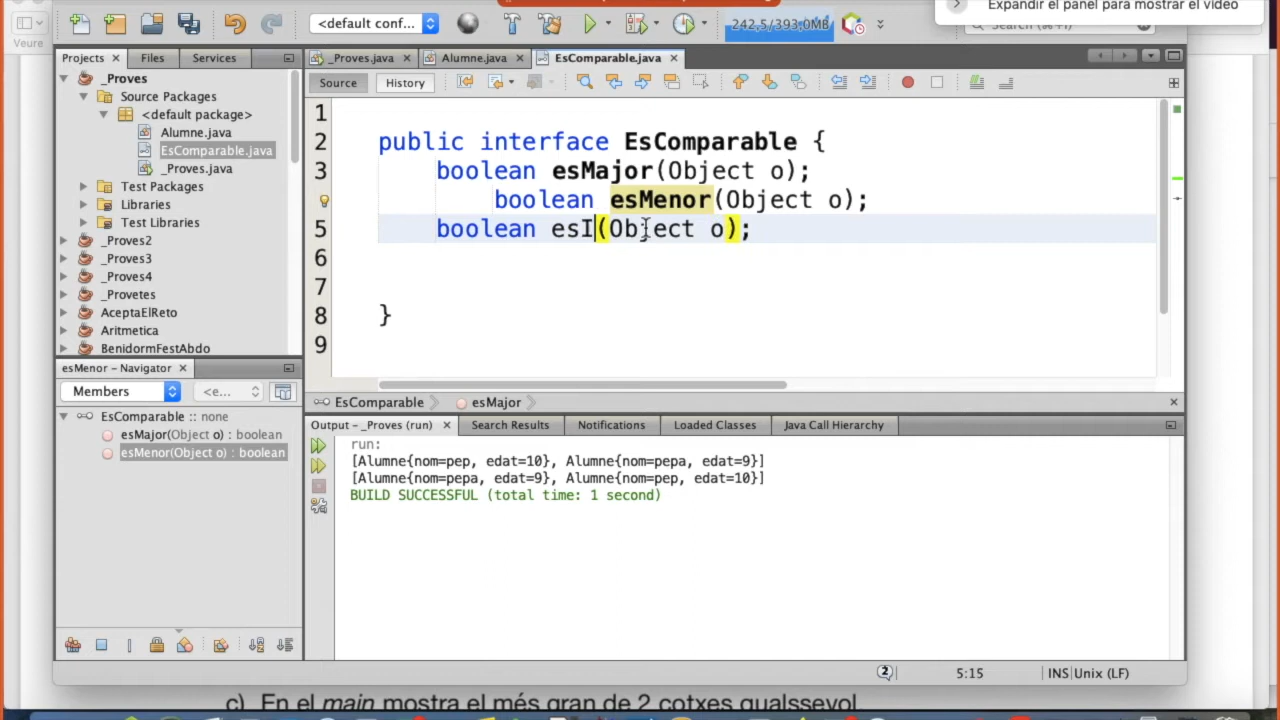 Expandir el panel para mostrar el vídeo
Veure
<default conf...
242,5/393,0MB
Projects
Files
Services
_Proves.java
Alumne.java
EsComparable.java
Source
History
_Proves
Source Packages
<default package>
Alumne.java
EsComparable.java
_Proves.java
Test Packages
Libraries
Test Libraries
_Proves2
_Proves3
_Proves4
_Provetes
AceptaElReto
Aritmetica
BenidormFestAbdo
1
2 public interface EsComparable {
3 boolean esMajor(Object o);
boolean esMenor(Object o);
5 boolean esI(Object o);
6
7
8 }
9
esMenor - Navigator
Members
<e...
EsComparable :: none
esMajor(Object o) : boolean
esMenor(Object o) : boolean
EsComparable
esMajor
Output - _Proves (run)
Search Results
Notifications
Loaded Classes
Java Call Hierarchy
run:
[Alumne{nom=pep, edat=10}, Alumne{nom=pepa, edat=9}]
[Alumne{nom=pepa, edat=9}, Alumne{nom=pep, edat=10}]
BUILD SUCCESSFUL (total time: 1 second)
2
5:15
INS
Unix (LF)
c) En el main mostra el més gran de 2 cotxes qualssevol